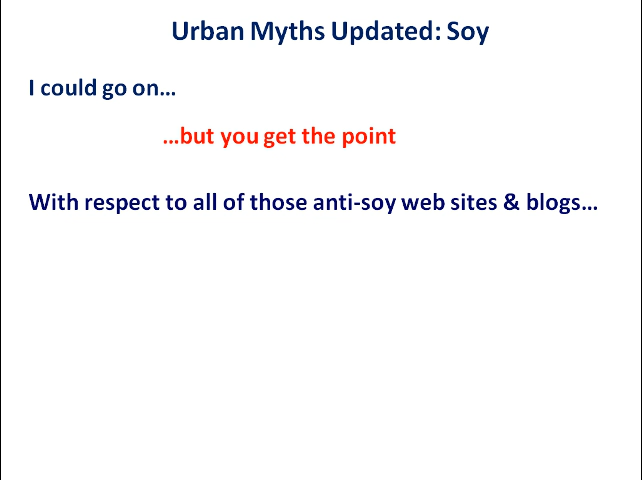 Urban Myths Updated: Soy
I could go on…
…but you get the point
With respect to all of those anti-soy web sites & blogs…